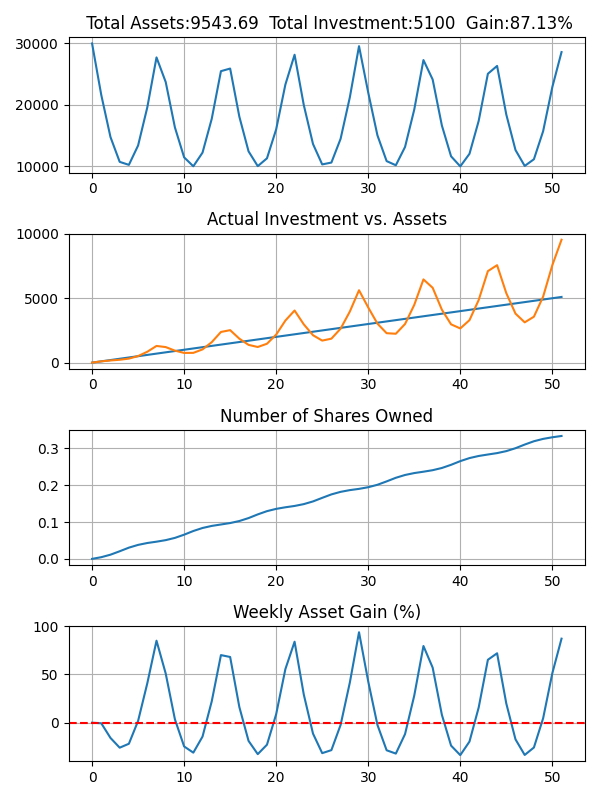 Total Assets:9543.69 Total Investment:5100 Gain:87.13%
30000
20000
10000
0 10 20 30 40 50
Actual Investment vs. Assets
10000
5000
0
0 10 20 30 40 50
Number of Shares Owned
0.3
0.2
0.1
0.0
0 10 20 30 40 50
Weekly Asset Gain (%)
100
50
0
0 10 20 30 40 50